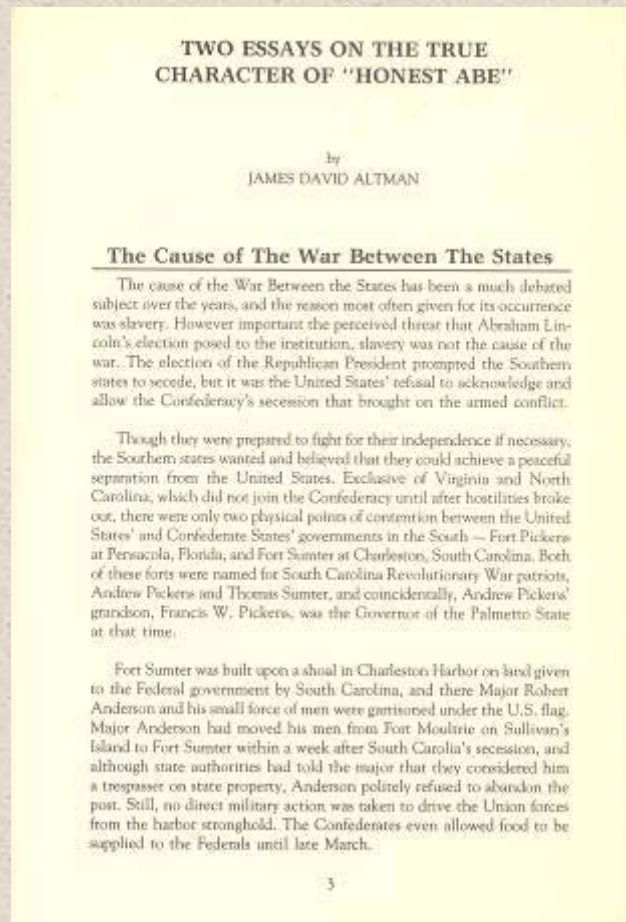 TWO ESSAYS ON THE TRUE
CHARACTER OF "HONEST ABE"
by
JAMES DAVID ALTMAN
The Cause of The War Between The States
The cause of the War Between the States has been a much debated
subject over the years, and the reason most often given for its occurrence
was slavery. However important the perceived threat that Abraham Lin-
coln's election posed to the institution, slavery was not the cause of the
war. The election of the Republican President prompted the Southern
states to secede, but it was the United States' refusal to acknowledge and
allow the Confederacy's secession that brought on the armed conflict.
Though they were prepared to fight for their independence if necessary,
the Southern states wanted and believed that they could achieve a peaceful
separation from the United States. Exclusive of Virginia and North
Carolina, which did not join the Confederacy until after hostilities broke
out, there were only two physical points of contention between the United
States' and Confederate States' governments in the South — Fort Pickens
at Pensacola, Florida, and Fort Sumter at Charleston, South Carolina. Both
of these forts were named for South Carolina Revolutionary War patriots,
Andrew Pickens and Thomas Sumter, and coincidentally, Andrew Pickens'
grandson, Francis W. Pickens, was the Governor of the Palmetto State
at that time.
Fort Sumter was built upon a shoal in Charleston Harbor on land given
to the Federal government by South Carolina, and there Major Robert
Anderson and his small force of men were garrisoned under the U.S. flag.
Major Anderson had moved his men from Fort Moultrie on Sullivan's
Island to Fort Sumter within a week after South Carolia's secession, and
although state authorities had told the major that they considered him
a trespasser on state property, Anderson politely refused to abandon the
post. Still, no direct military action was taken to drive the Union forces
from the harbor stronghold. The Confederates even allowed food to be
supplied to the Federals until late March.
3